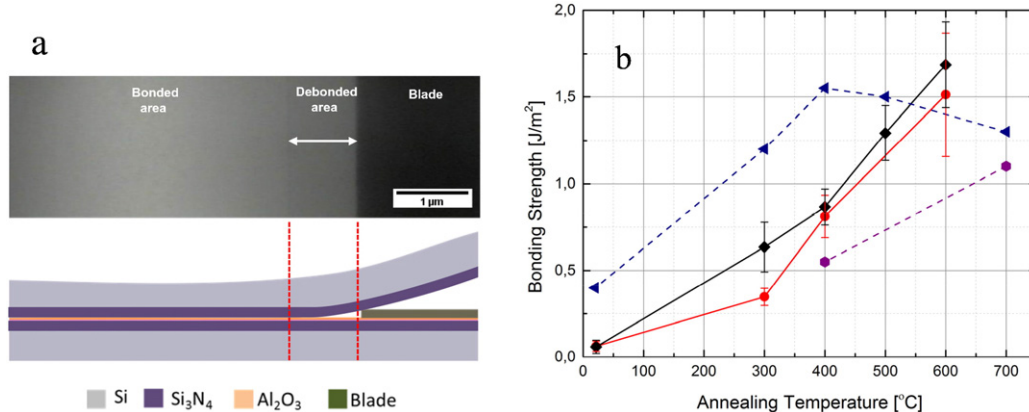 a
Bonded
area
Debonded
area
Blade
1 µm
Si
Si₃N₄
Al₂O₃
Blade
b
Bonding Strength [J/m²]
2,0
1,5
1,0
0,5
0,0
0 100 200 300 400 500 600 700
Annealing Temperature [°C]